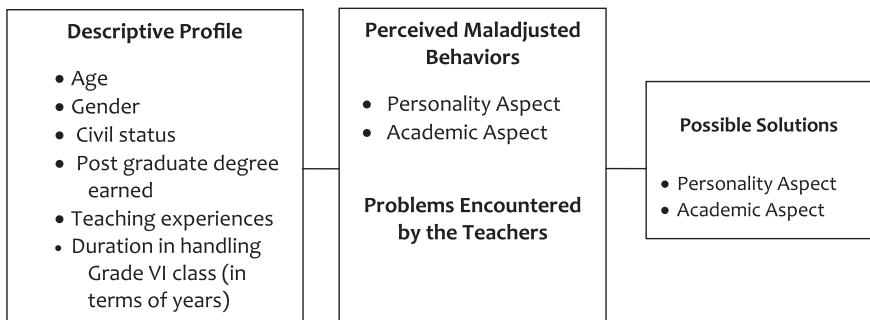 Descriptive Profile
• Age
• Gender
• Civil status
• Post graduate degree
earned
• Teaching experiences
• Duration in handling
Grade VI class (in
terms of years)
Perceived Maladjusted
Behaviors
• Personality Aspect
• Academic Aspect
Problems Encountered
by the Teachers
Possible Solutions
• Personality Aspect
• Academic Aspect